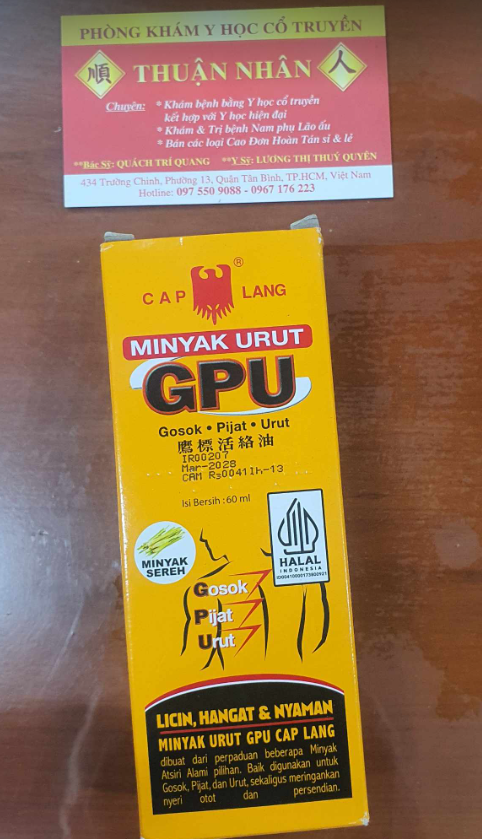 PHÒNG KHÁM Y HỌC CỔ TRUYỀN
順 THUẬN NHÂN 人
Chuyên: * Khám bệnh bằng Y học cổ truyền
kết hợp với Y học hiện đại
* Khám & Trị bệnh Nam phụ Lão ấu
* Bán các loại Cao Đơn Hoàn Tán sỉ & lẻ
**Bác Sỹ: QUÁCH TRÍ QUANG **Y Sỹ: LƯƠNG THỊ THUÝ QUYÊN
434 Trường Chinh, Phường 13, Quận Tân Bình, TP.HCM, Việt Nam
Hotline: 097 550 9088 - 0967 176 223
®
CAP LANG
MINYAK URUT
GPU
Gosok • Pijat • Urut
鷹標活絡油
IR00207
Mar-2028
CAM
Isi Bersih : 60 ml
MINYAK
SEREH
HALAL
INDONESIA
Gosok
Pijat
Urut
LICIN, HANGAT & NYAMAN
MINYAK URUT GPU CAP LANG
dibuat dari perpaduan beberapa Minyak
Atsiri Alami pilihan. Baik digunakan untuk
Gosok, Pijat, dan Urut, sekaligus meringankan
nyeri otot dan persendian.